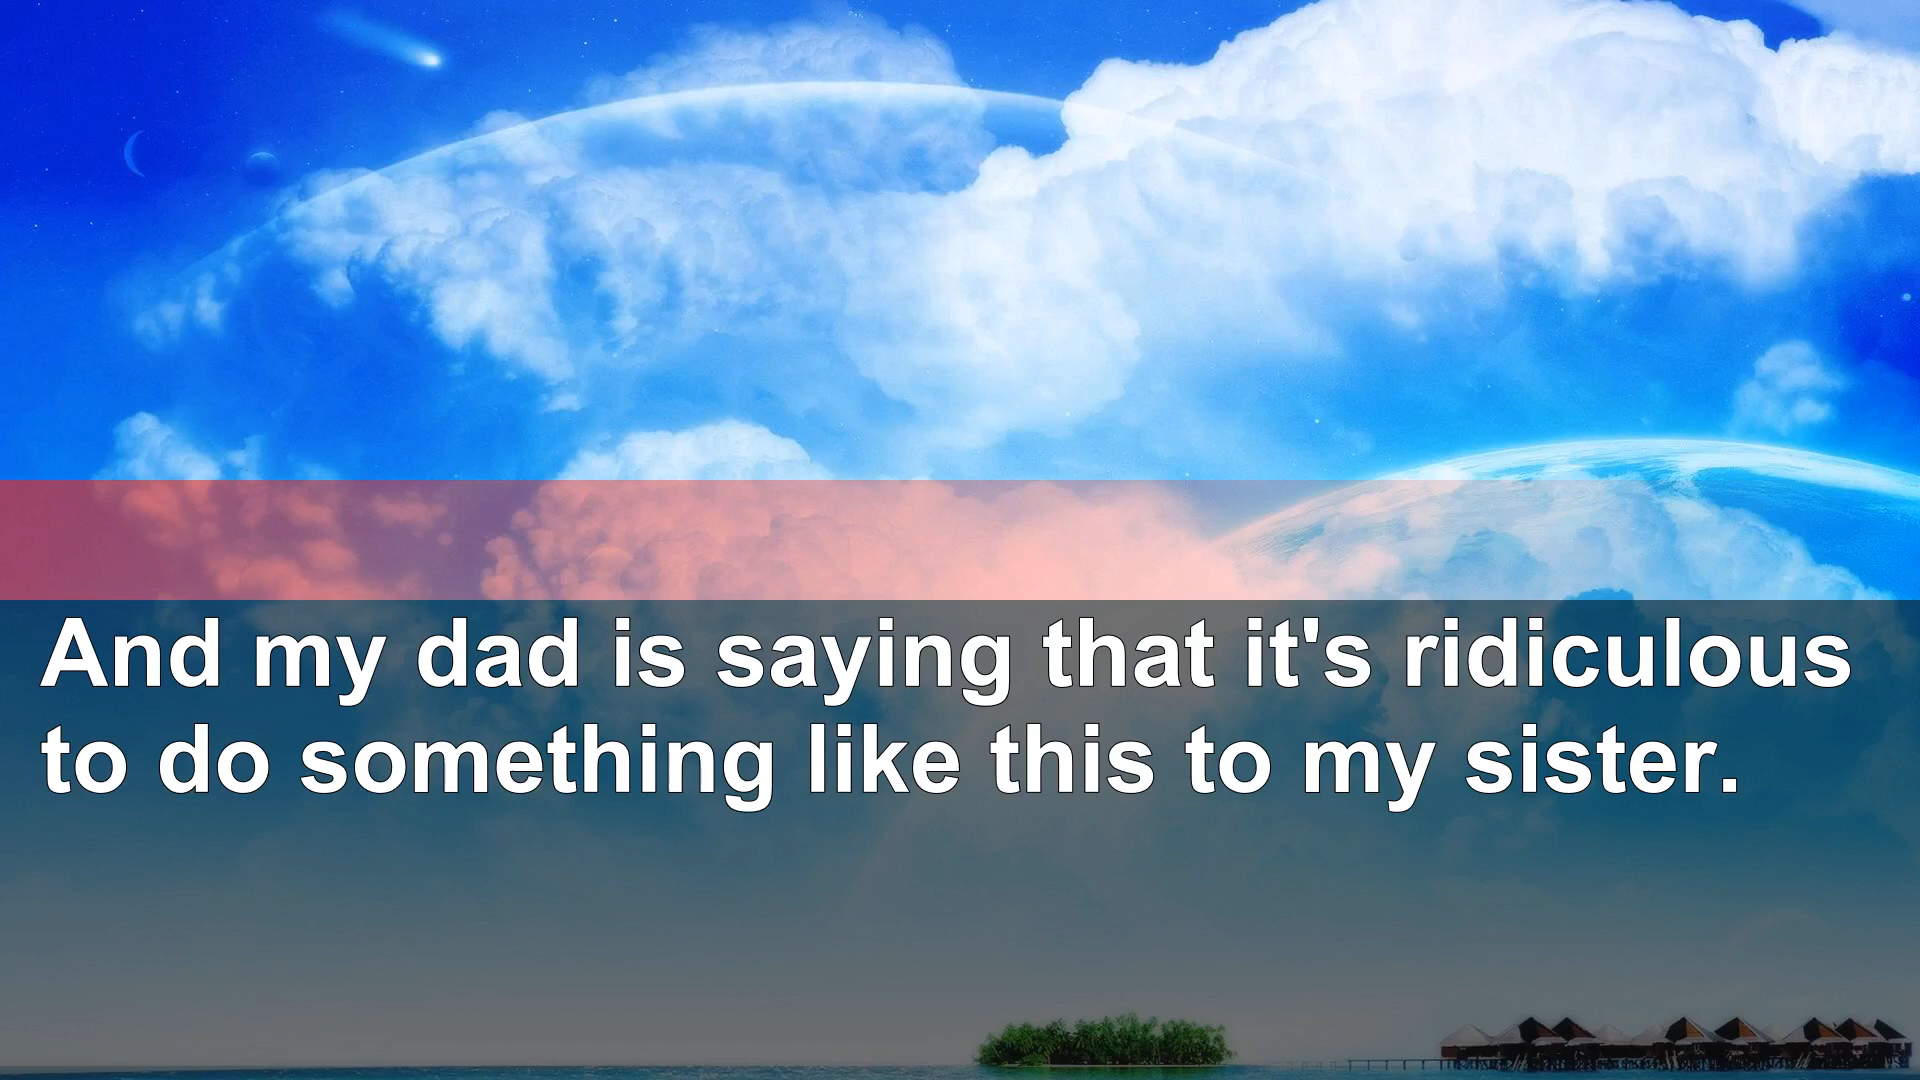 And my dad is saying that it's ridiculous
to do something like this to my sister.